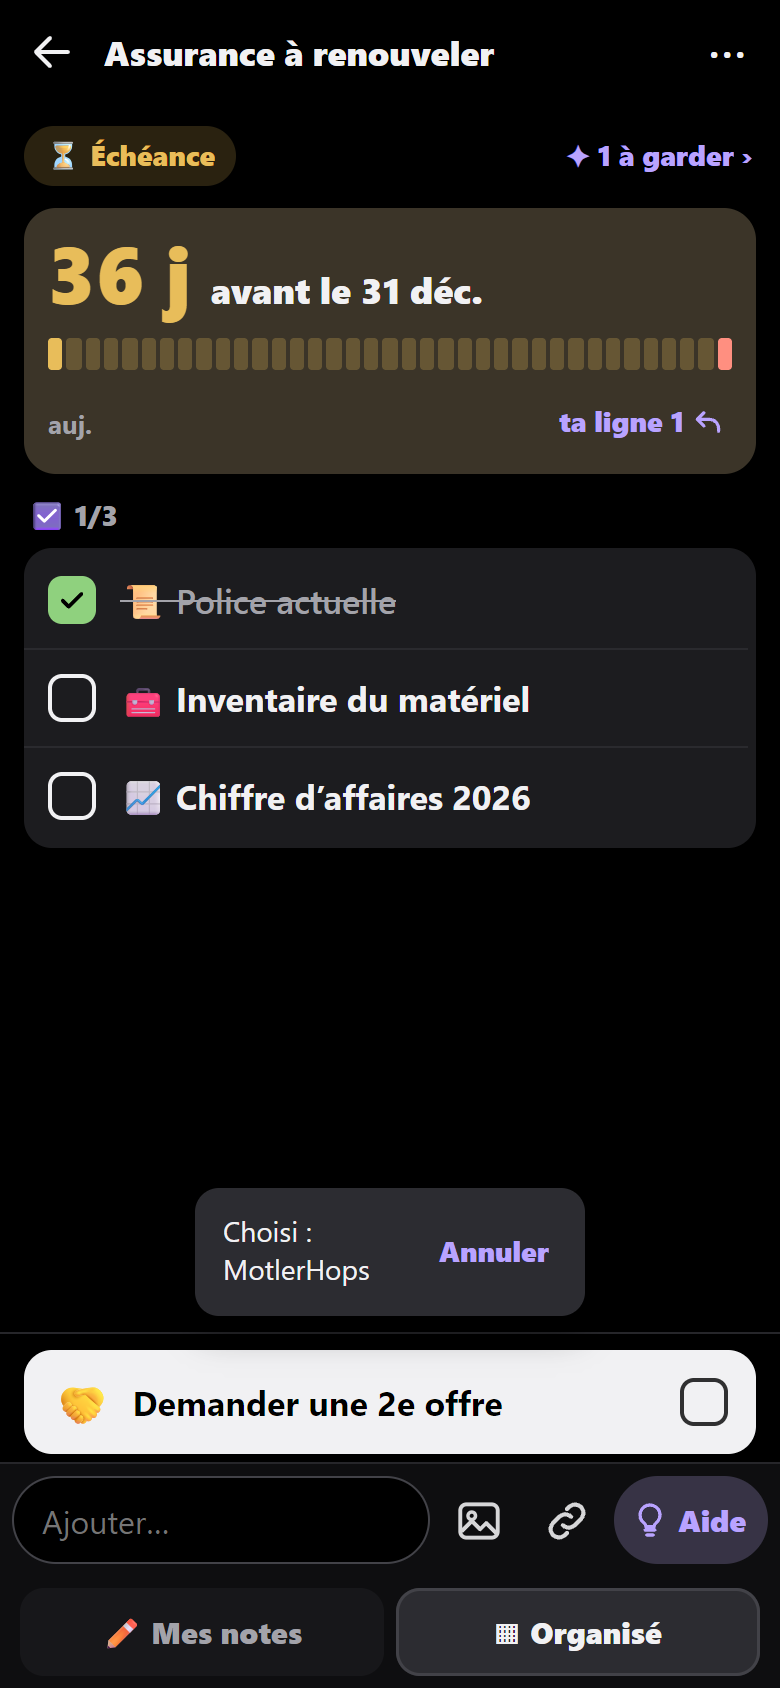 Assurance à renouveler
Échéance
1 à garder ›
36 j avant le 31 déc.
auj.
ta ligne 1
1/3
Police actuelle
Inventaire du matériel
Chiffre d’affaires 2026
Choisi :
MotlerHops
Annuler
Demander une 2e offre
Ajouter...
Aide
Mes notes
Organisé